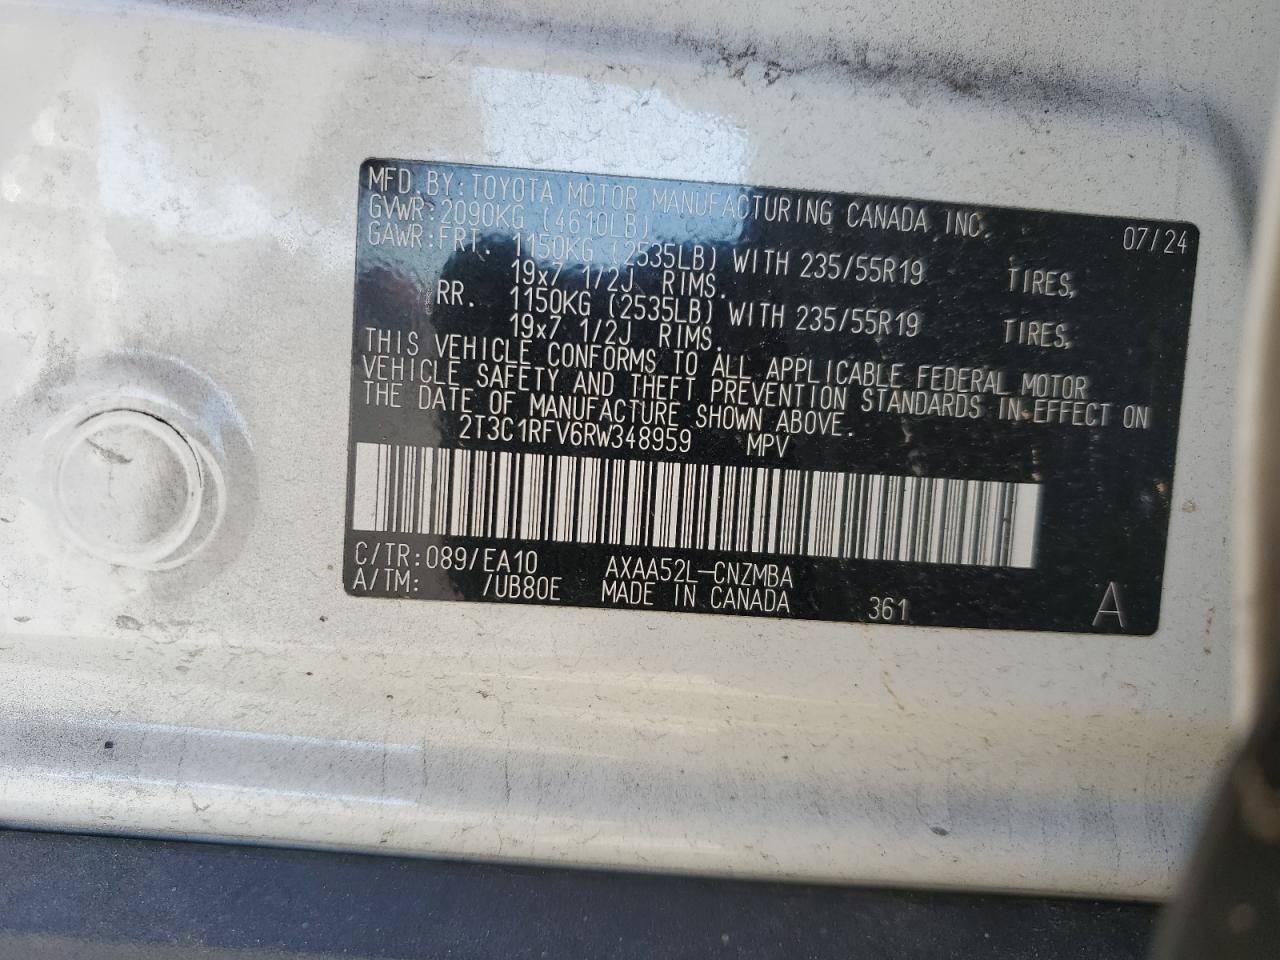 MFD.BY:TOYOTA MOTOR MANUFACTURING CANADA INC. 07/24
GVWR:2090KG (4610LB)
GAWR:FRT. 1150KG (2535LB) WITH 235/55R19 TIRES,
19x7 1/2J RIMS.
RR. 1150KG (2535LB) WITH 235/55R19 TIRES,
19x7 1/2J RIMS.
THIS VEHICLE CONFORMS TO ALL APPLICABLE FEDERAL MOTOR
VEHICLE SAFETY AND THEFT PREVENTION STANDARDS IN EFFECT ON
THE DATE OF MANUFACTURE SHOWN ABOVE.
2T3C1RFV6RW348959 MPV
C/TR:089/EA10 AXAA52L-CNZMBA
A/TM: /UB80E MADE IN CANADA 361 A